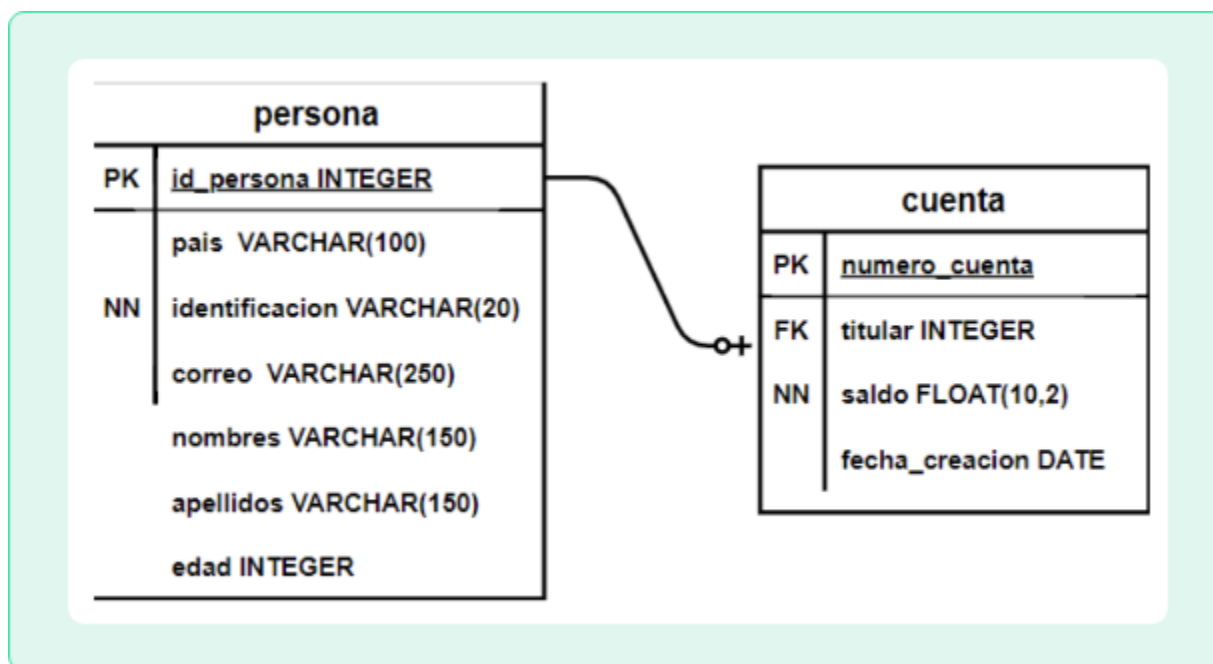 persona
PK id_persona INTEGER
pais VARCHAR(100)
NN identificacion VARCHAR(20)
correo VARCHAR(250)
nombres VARCHAR(150)
apellidos VARCHAR(150)
edad INTEGER
cuenta
PK numero_cuenta
FK titular INTEGER
NN saldo FLOAT(10,2)
fecha_creacion DATE